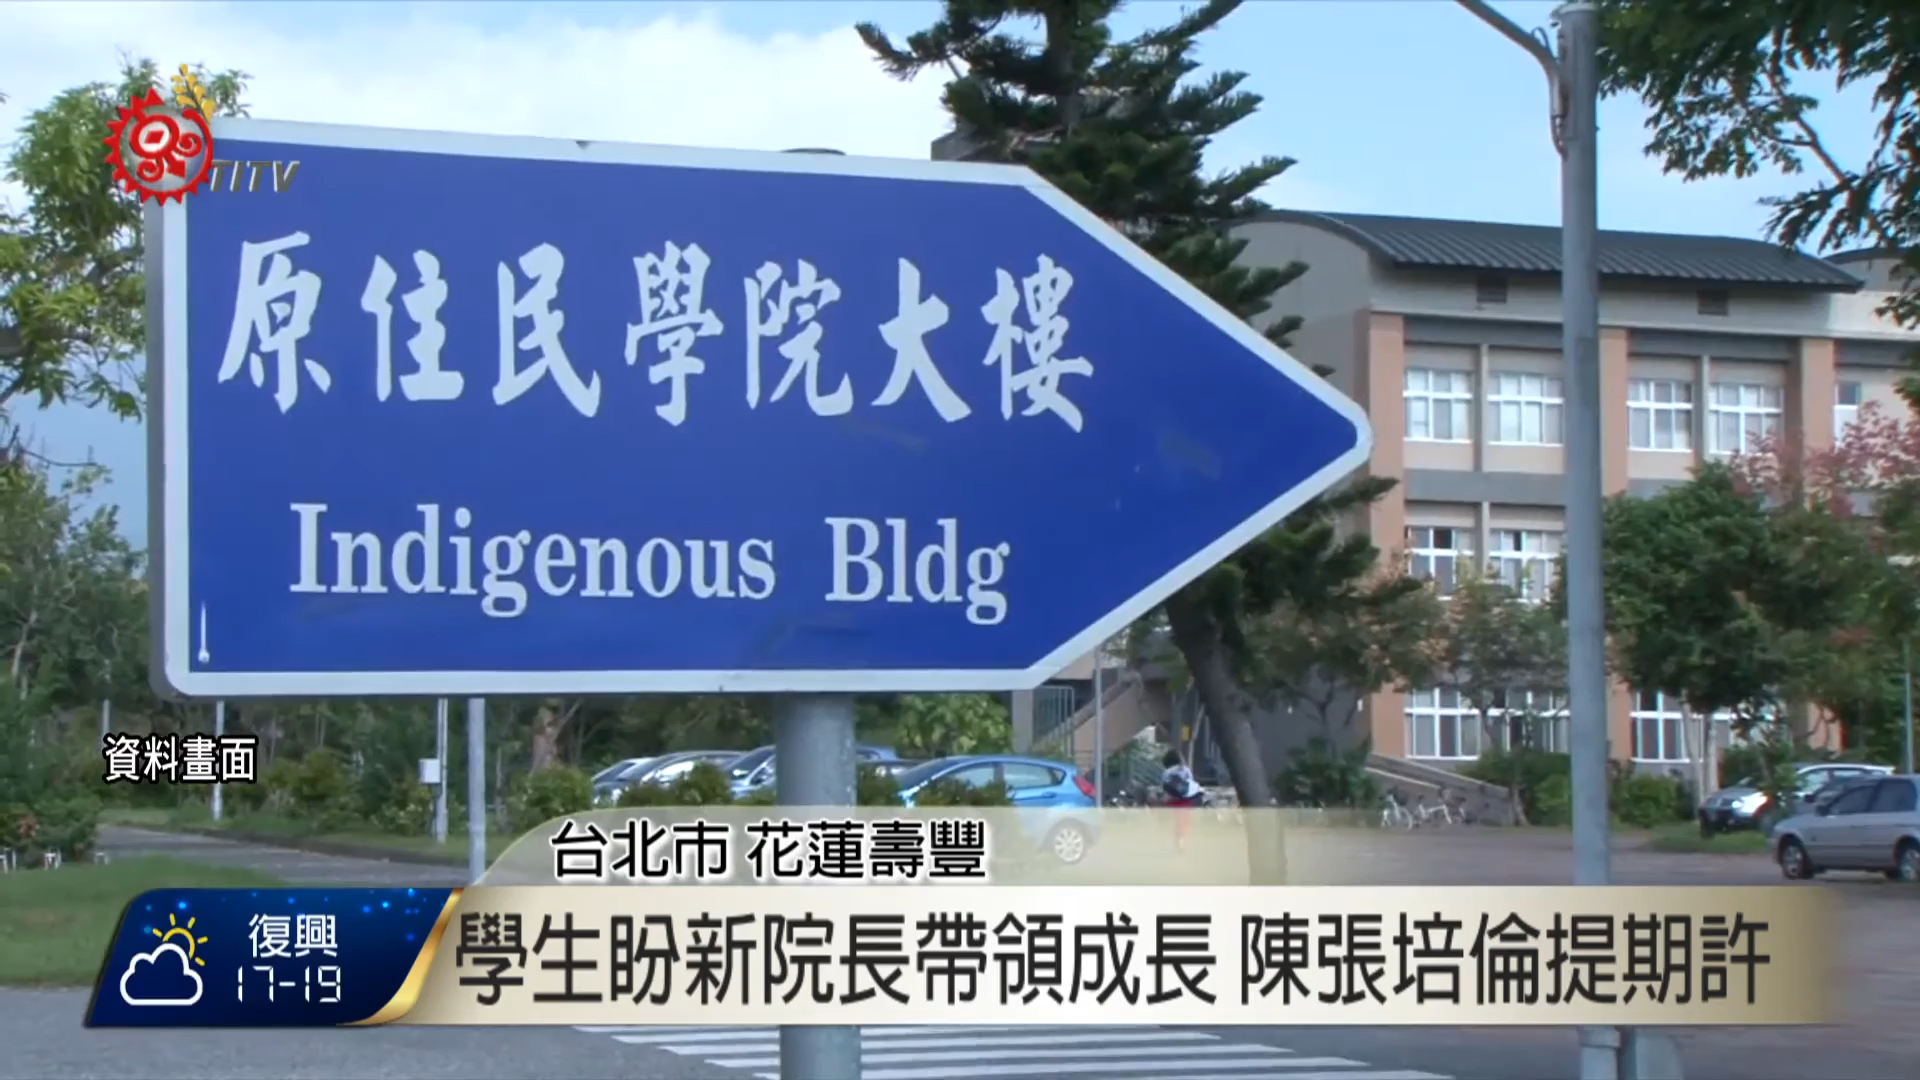 TITV
原住民學院大樓
Indigenous Bldg
資料畫面
台北市 花蓮壽豐
復興
17-19
學生盼新院長帶領成長 陳張培倫提期許